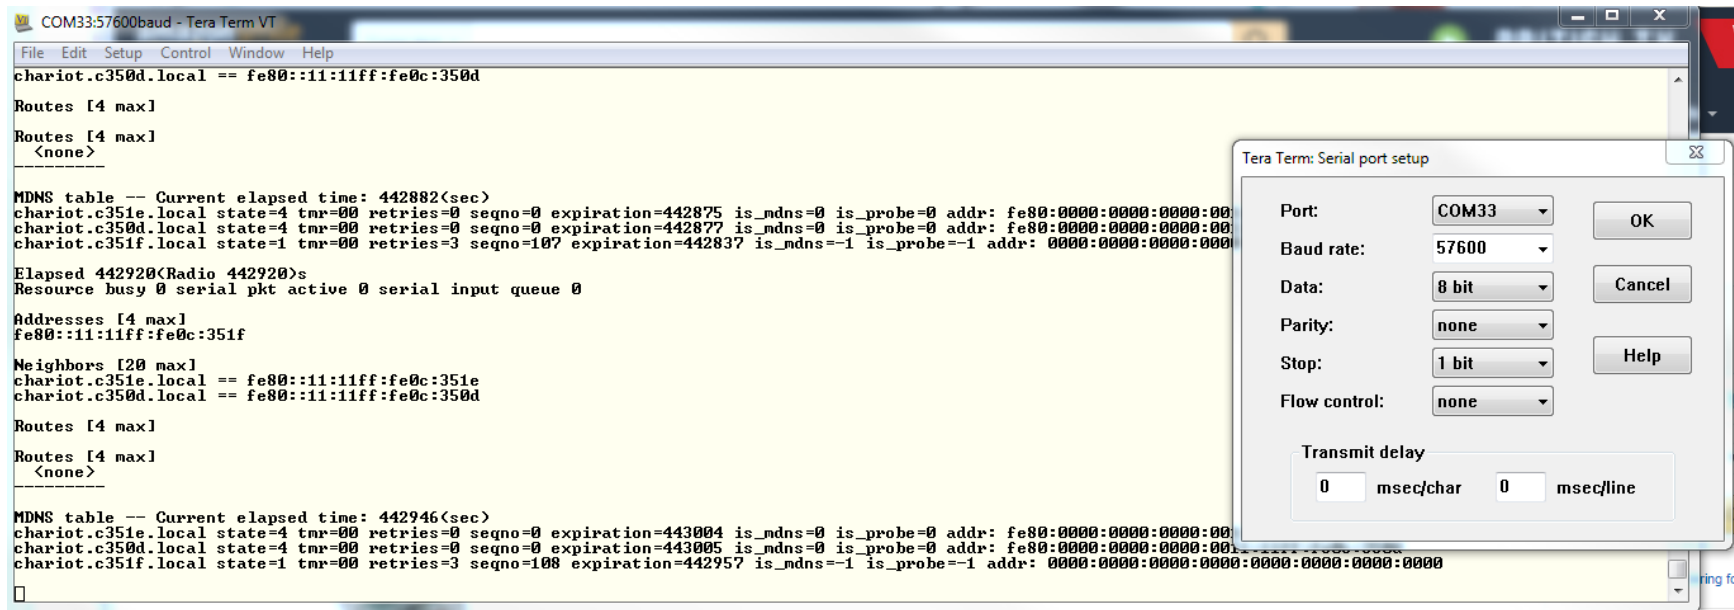 COM33:57600baud - Tera Term VT
File Edit Setup Control Window Help
chariot.c350d.local == fe80::11:11ff:fe0c:350d
Routes [4 max]
Routes [4 max]
<none>
---------
MDNS table -- Current elapsed time: 442882(sec)
chariot.c351e.local state=4 tmr=00 retries=0 seqno=0 expiration=442875 is_mdns=0 is_probe=0 addr: fe80:0000:0000:0000:00
chariot.c350d.local state=4 tmr=00 retries=0 seqno=0 expiration=442877 is_mdns=0 is_probe=0 addr: fe80:0000:0000:0000:00
chariot.c351f.local state=1 tmr=00 retries=3 seqno=107 expiration=442837 is_mdns=-1 is_probe=-1 addr: 0000:0000:0000:0000
Elapsed 442920(Radio 442920)s
Resource busy 0 serial pkt active 0 serial input queue 0
Addresses [4 max]
fe80::11:11ff:fe0c:351f
Neighbors [20 max]
chariot.c351e.local == fe80::11:11ff:fe0c:351e
chariot.c350d.local == fe80::11:11ff:fe0c:350d
Routes [4 max]
Routes [4 max]
<none>
---------
MDNS table -- Current elapsed time: 442946(sec)
chariot.c351e.local state=4 tmr=00 retries=0 seqno=0 expiration=443004 is_mdns=0 is_probe=0 addr: fe80:0000:0000:0000:00
chariot.c350d.local state=4 tmr=00 retries=0 seqno=0 expiration=443005 is_mdns=0 is_probe=0 addr: fe80:0000:0000:0000:00
chariot.c351f.local state=1 tmr=00 retries=3 seqno=108 expiration=442957 is_mdns=-1 is_probe=-1 addr: 0000:0000:0000:0000:0000:0000:0000:0000
Tera Term: Serial port setup
Port: COM33 OK
Baud rate: 57600
Data: 8 bit Cancel
Parity: none
Stop: 1 bit Help
Flow control: none
Transmit delay
0 msec/char 0 msec/line
ring fo